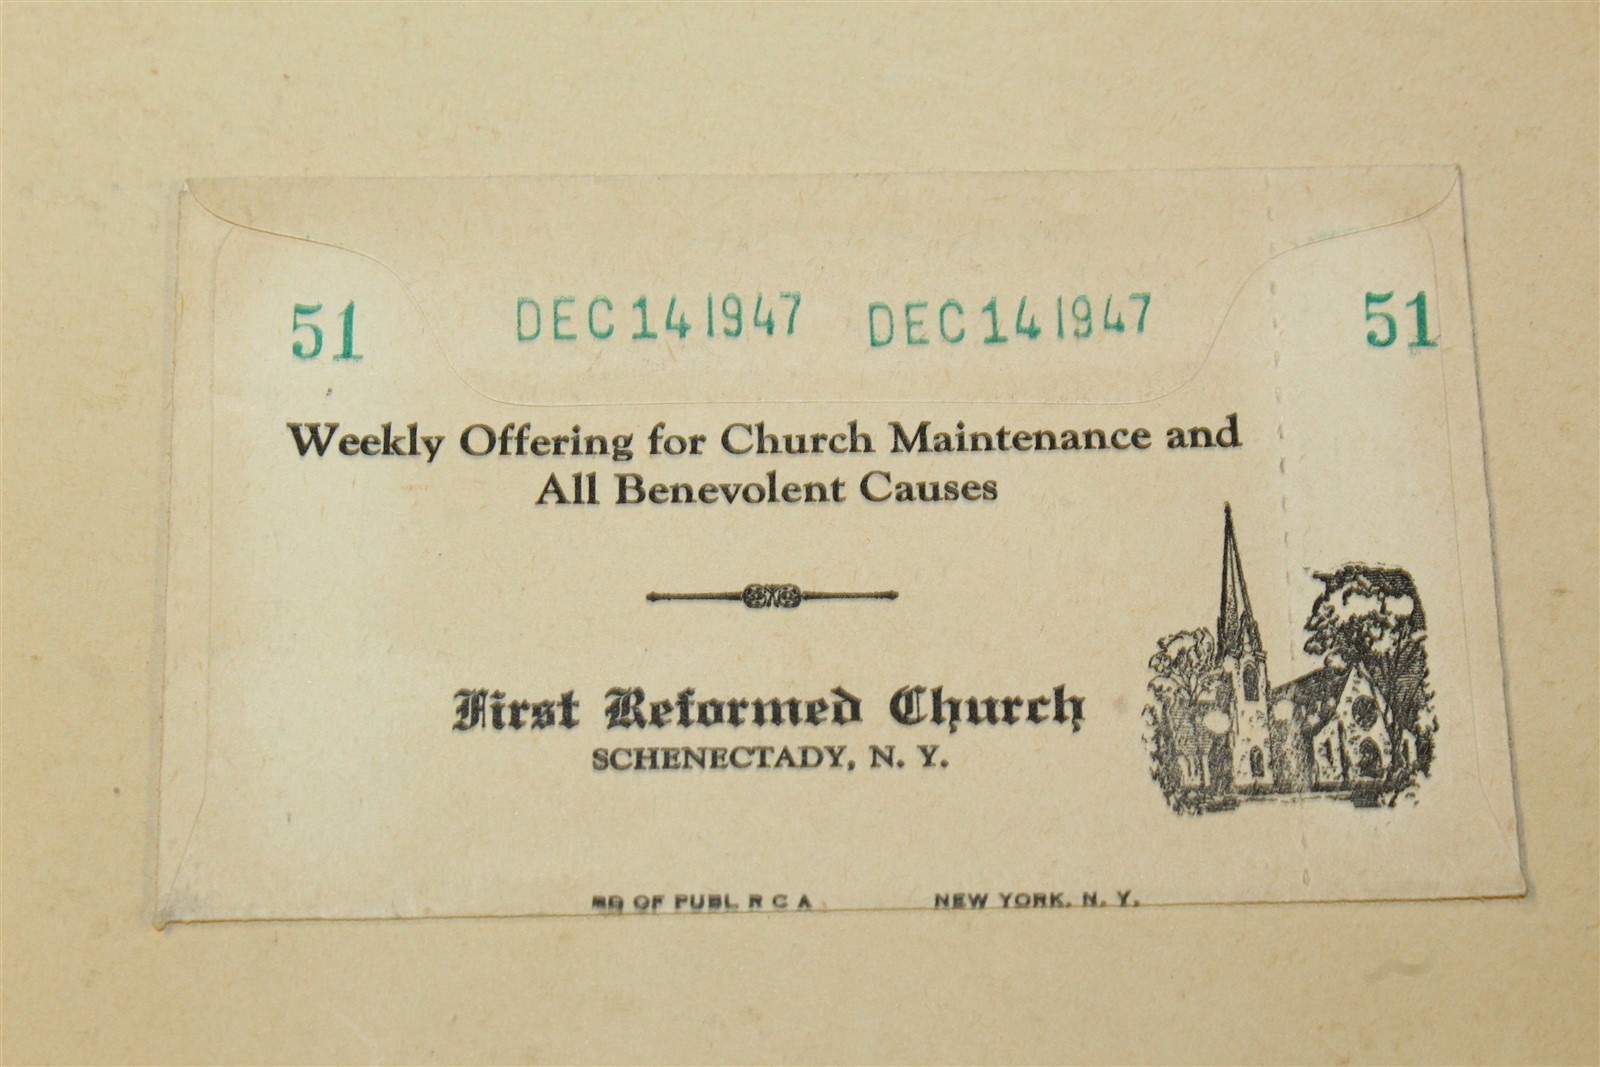 51 DEC 14 1947 DEC 14 1947 51
Weekly Offering for Church Maintenance and
All Benevolent Causes
First Reformed Church
SCHENECTADY, N. Y.
BD OF PUBL R C A NEW YORK, N. Y.